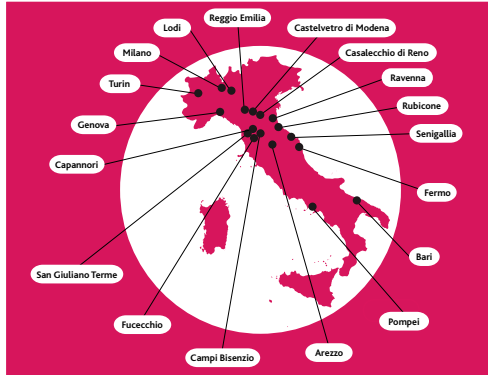 Reggio Emilia
Lodi
Castelvetro di Modena
Milano
Casalecchio di Reno
Turin
Ravenna
Rubicone
Genova
Senigallia
Capannori
Fermo
Bari
San Giuliano Terme
Pompei
Fucecchio
Arezzo
Campi Bisenzio